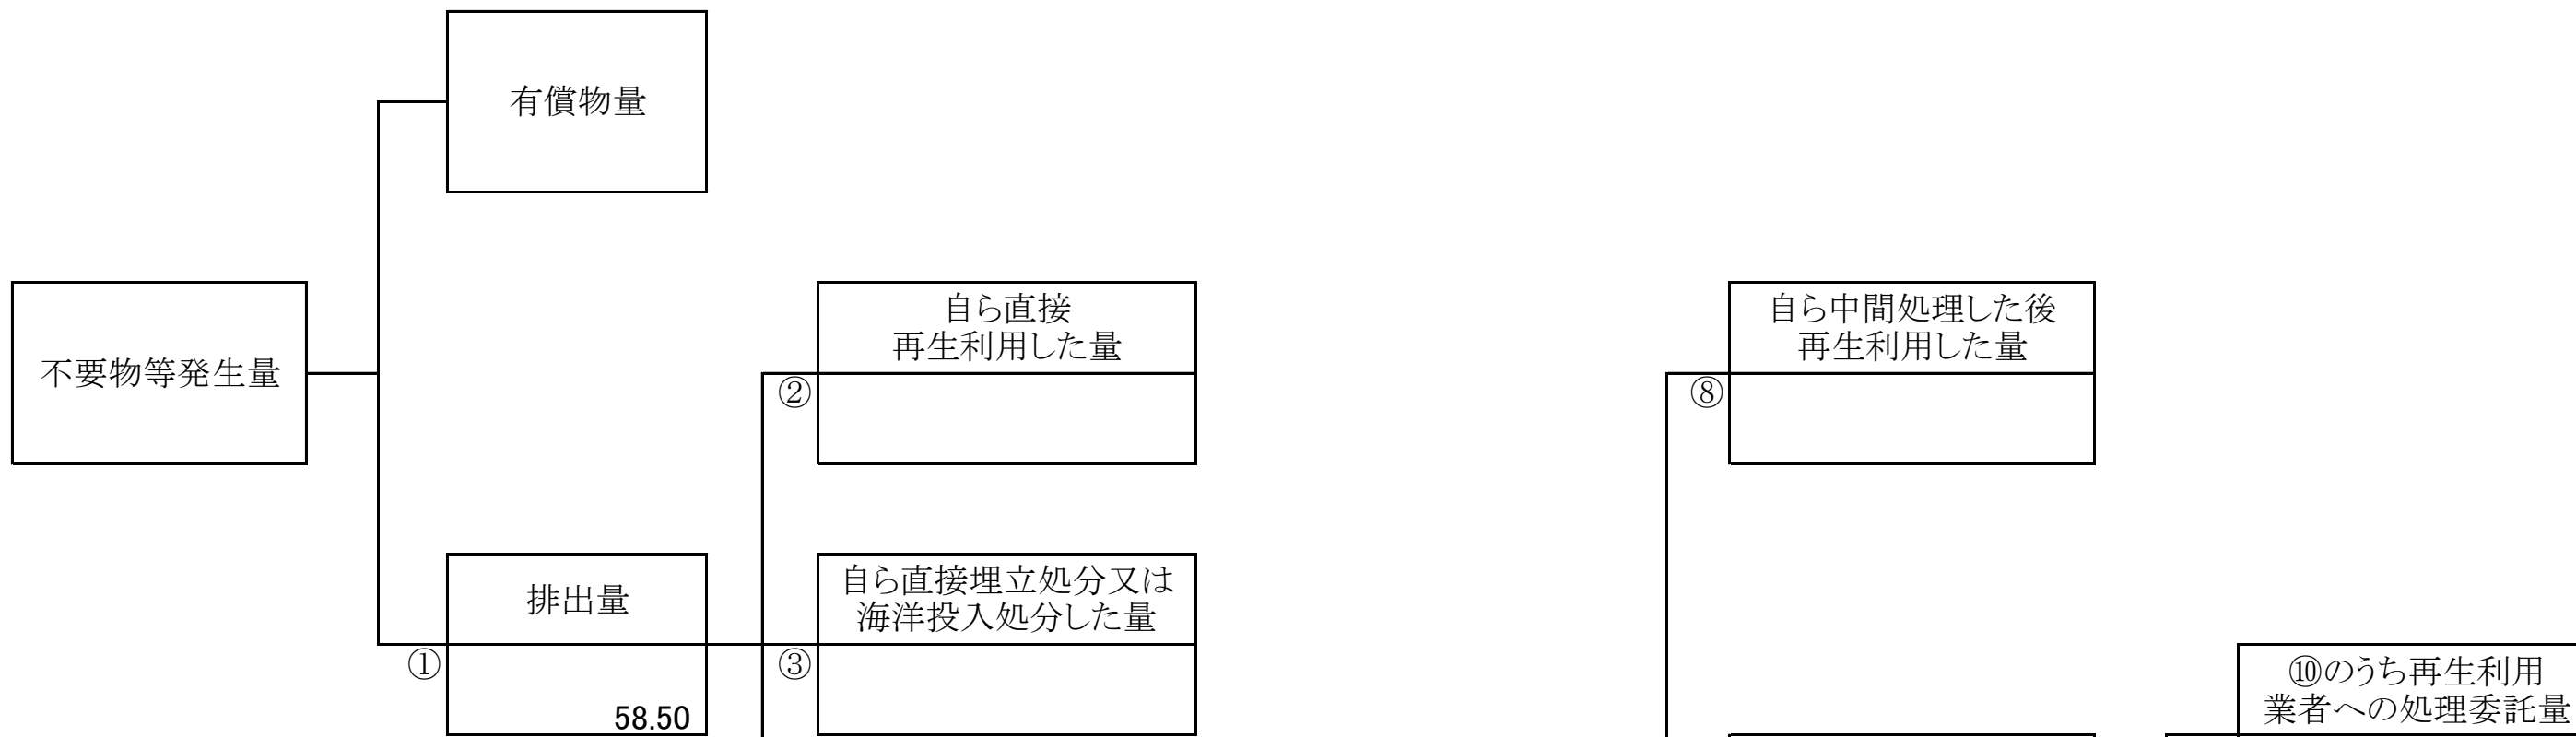 有償物量
不要物等発生量
自ら直接
再生利用した量
②
自ら中間処理した後
再生利用した量
⑧
排出量
①
58.50
自ら直接埋立処分又は
海洋投入処分した量
③
⑩のうち再生利用
業者への処理委託量